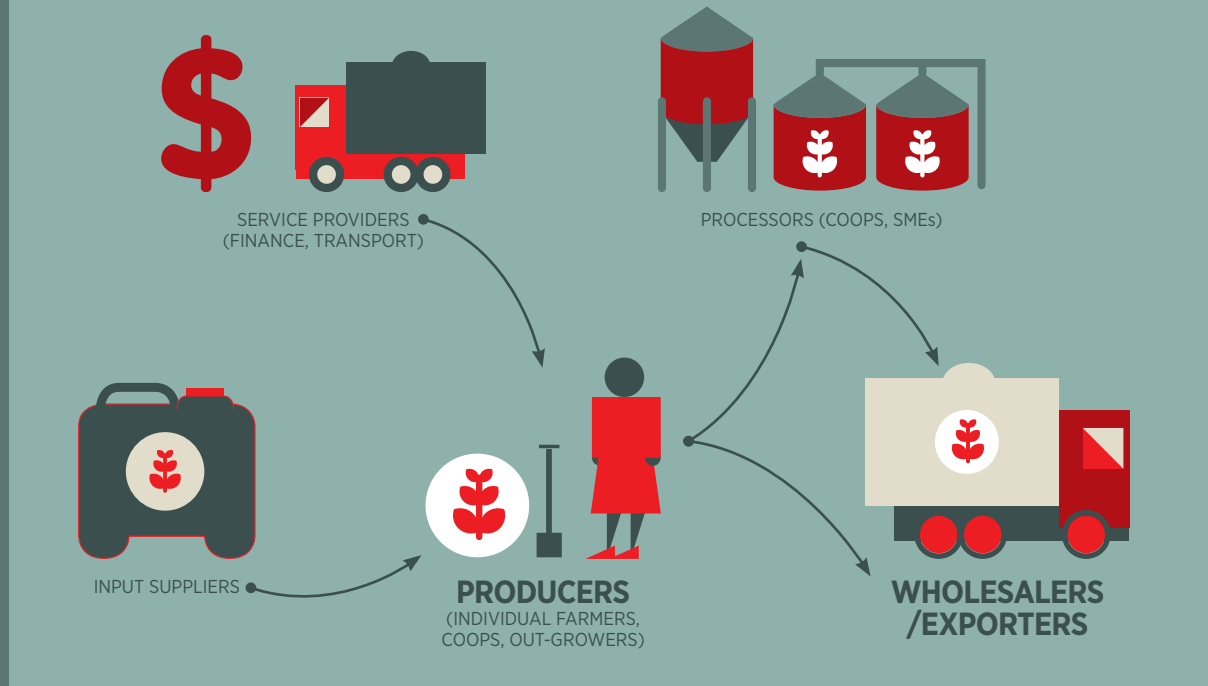 $
SERVICE PROVIDERS
(FINANCE, TRANSPORT)
PROCESSORS (COOPS, SMEs)
INPUT SUPPLIERS
PRODUCERS
(INDIVIDUAL FARMERS,
COOPS, OUT-GROWERS)
WHOLESALERS
/EXPORTERS